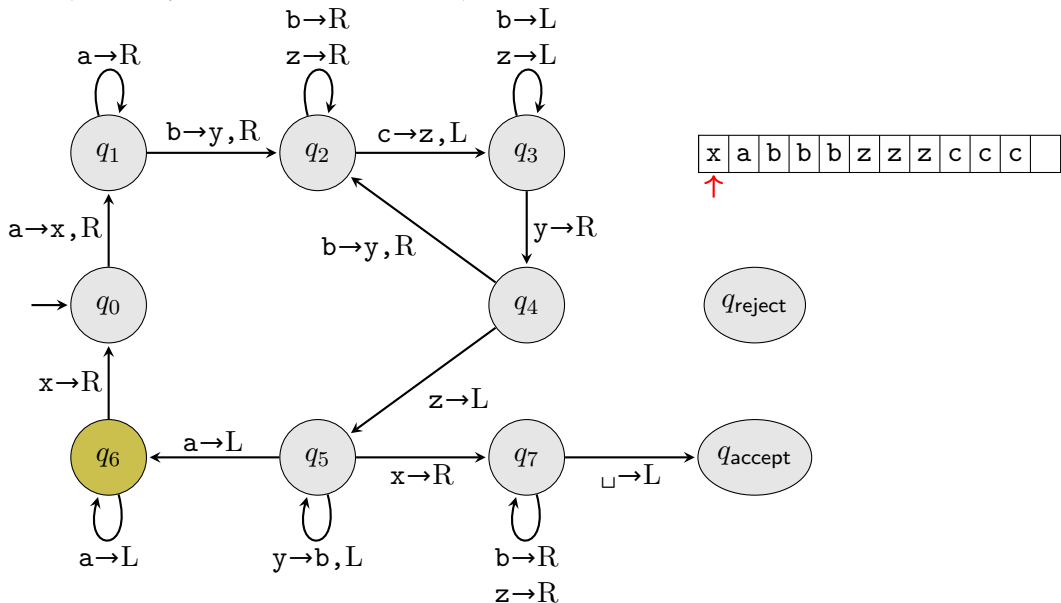 b→R
b→L
a→R
z→R
z→L
q1
b→y,R
q2
c→z,L
q3
x a b b b z z z c c c
↑
a→x,R
b→y,R
y→R
q0
q4
qreject
x→R
z→L
q6
a→L
q5
x→R
q7
␣→L
qaccept
a→L
y→b,L
b→R
z→R